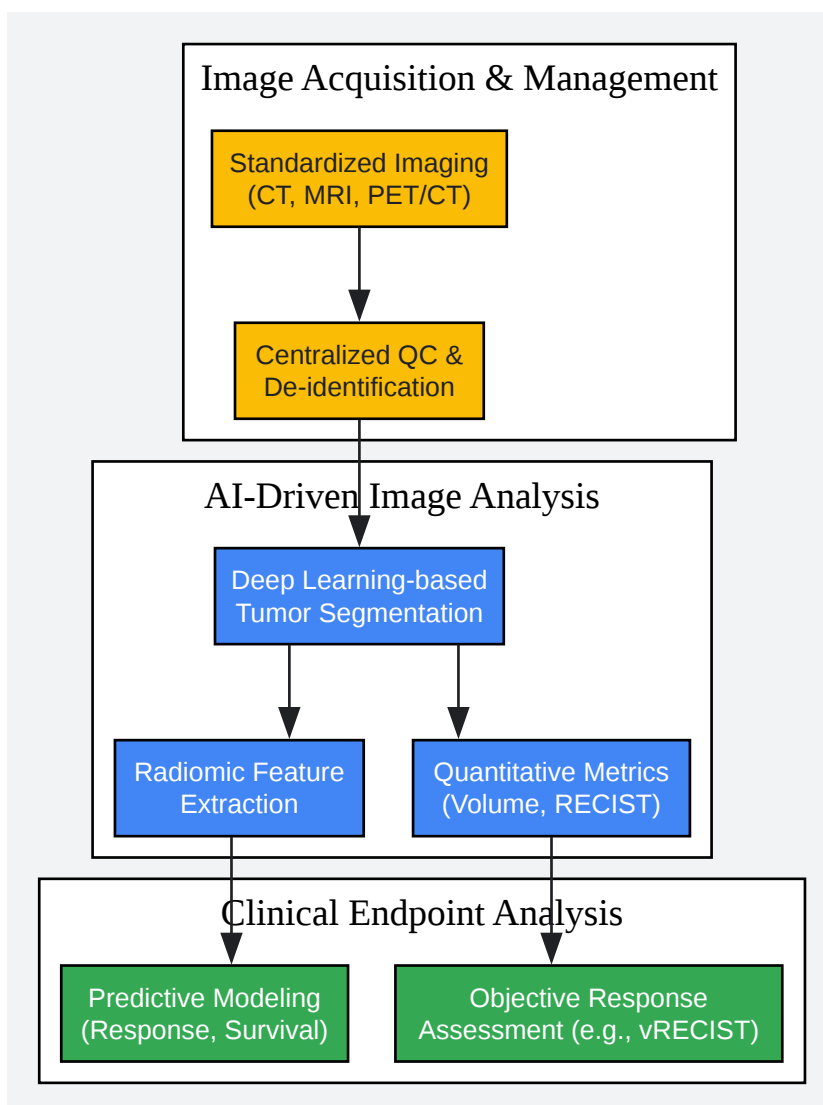 Image Acquisition & Management
Standardized Imaging
(CT, MRI, PET/CT)
Centralized QC &
De-identification
AI-Driven Image Analysis
Deep Learning-based
Tumor Segmentation
Radiomic Feature
Extraction
Quantitative Metrics
(Volume, RECIST)
Clinical Endpoint Analysis
Predictive Modeling
(Response, Survival)
Objective Response
Assessment (e.g., vRECIST)